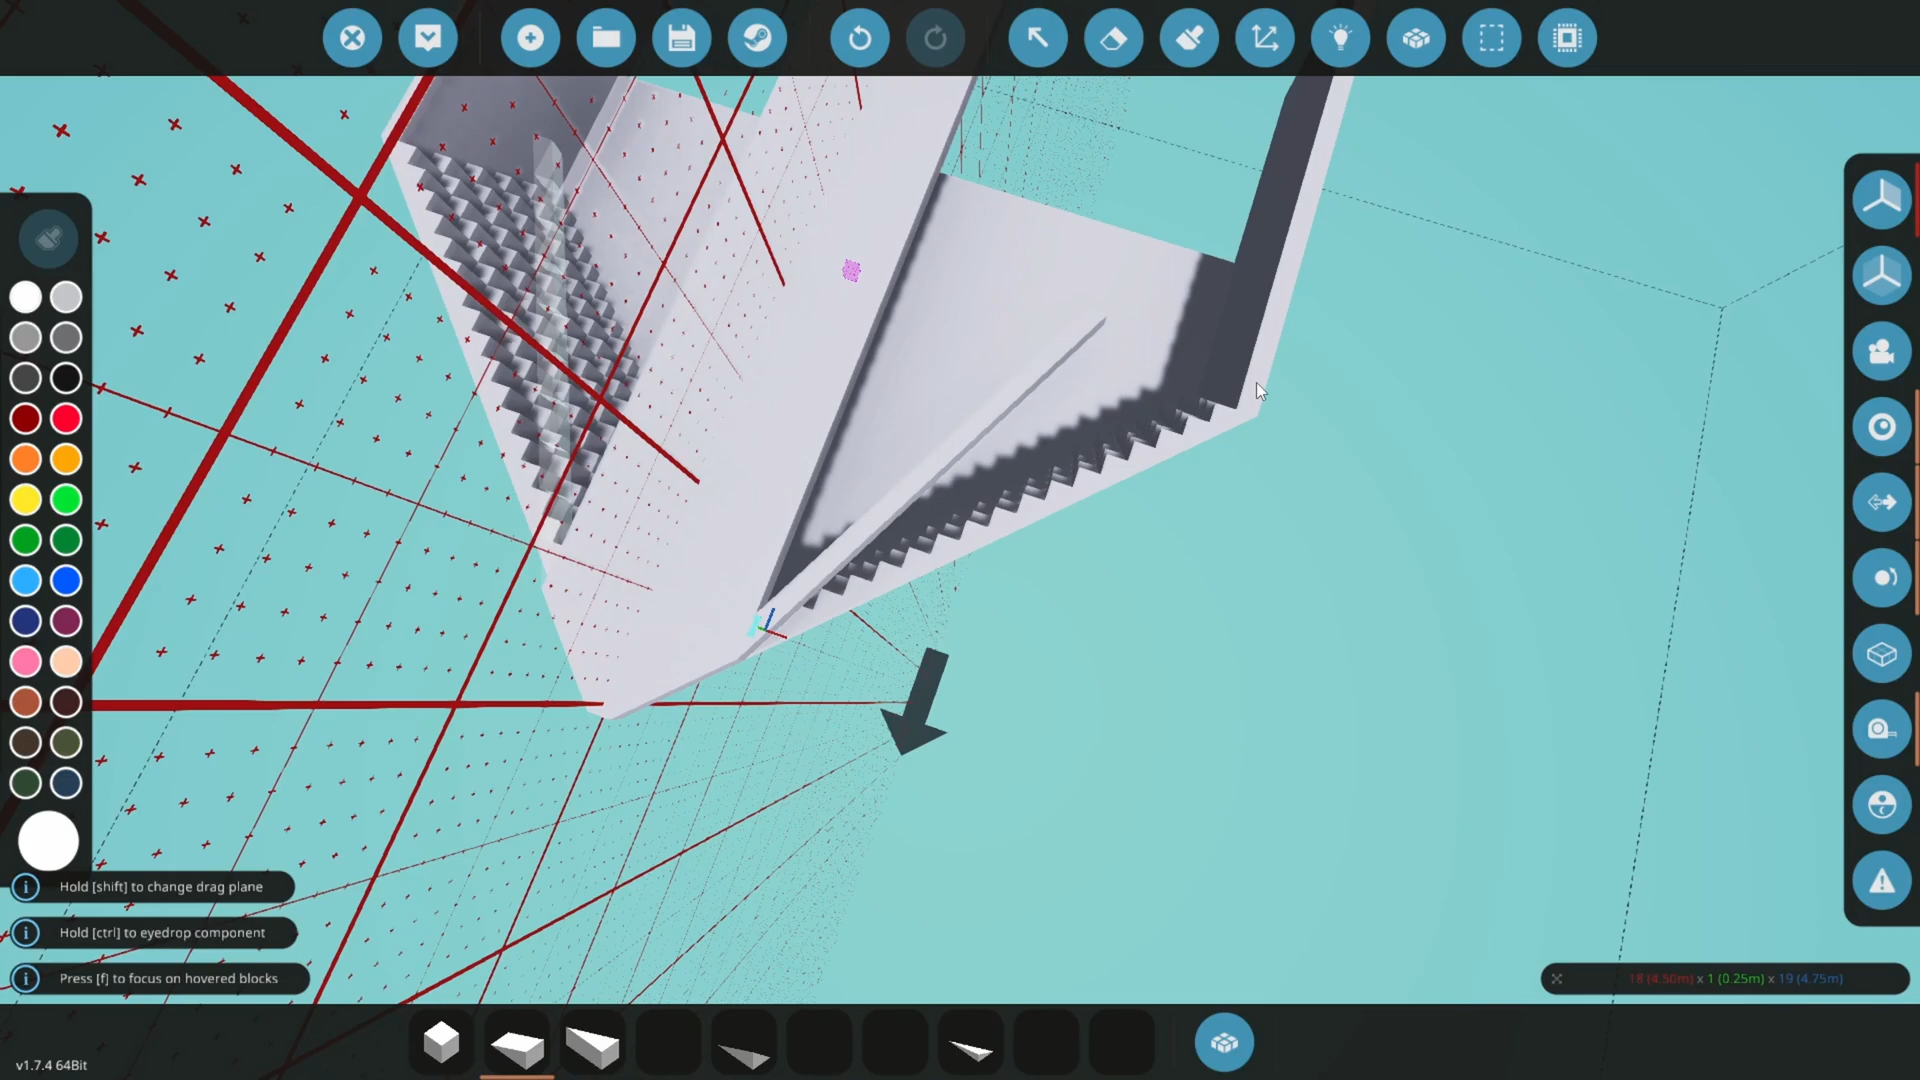 Hold [shift] to change drag plane
Hold [ctrl] to eyedrop component
Press [f] to focus on hovered blocks
18 (4.50m) x 1 (0.25m) x 19 (4.75m)
v1.7.4 64Bit